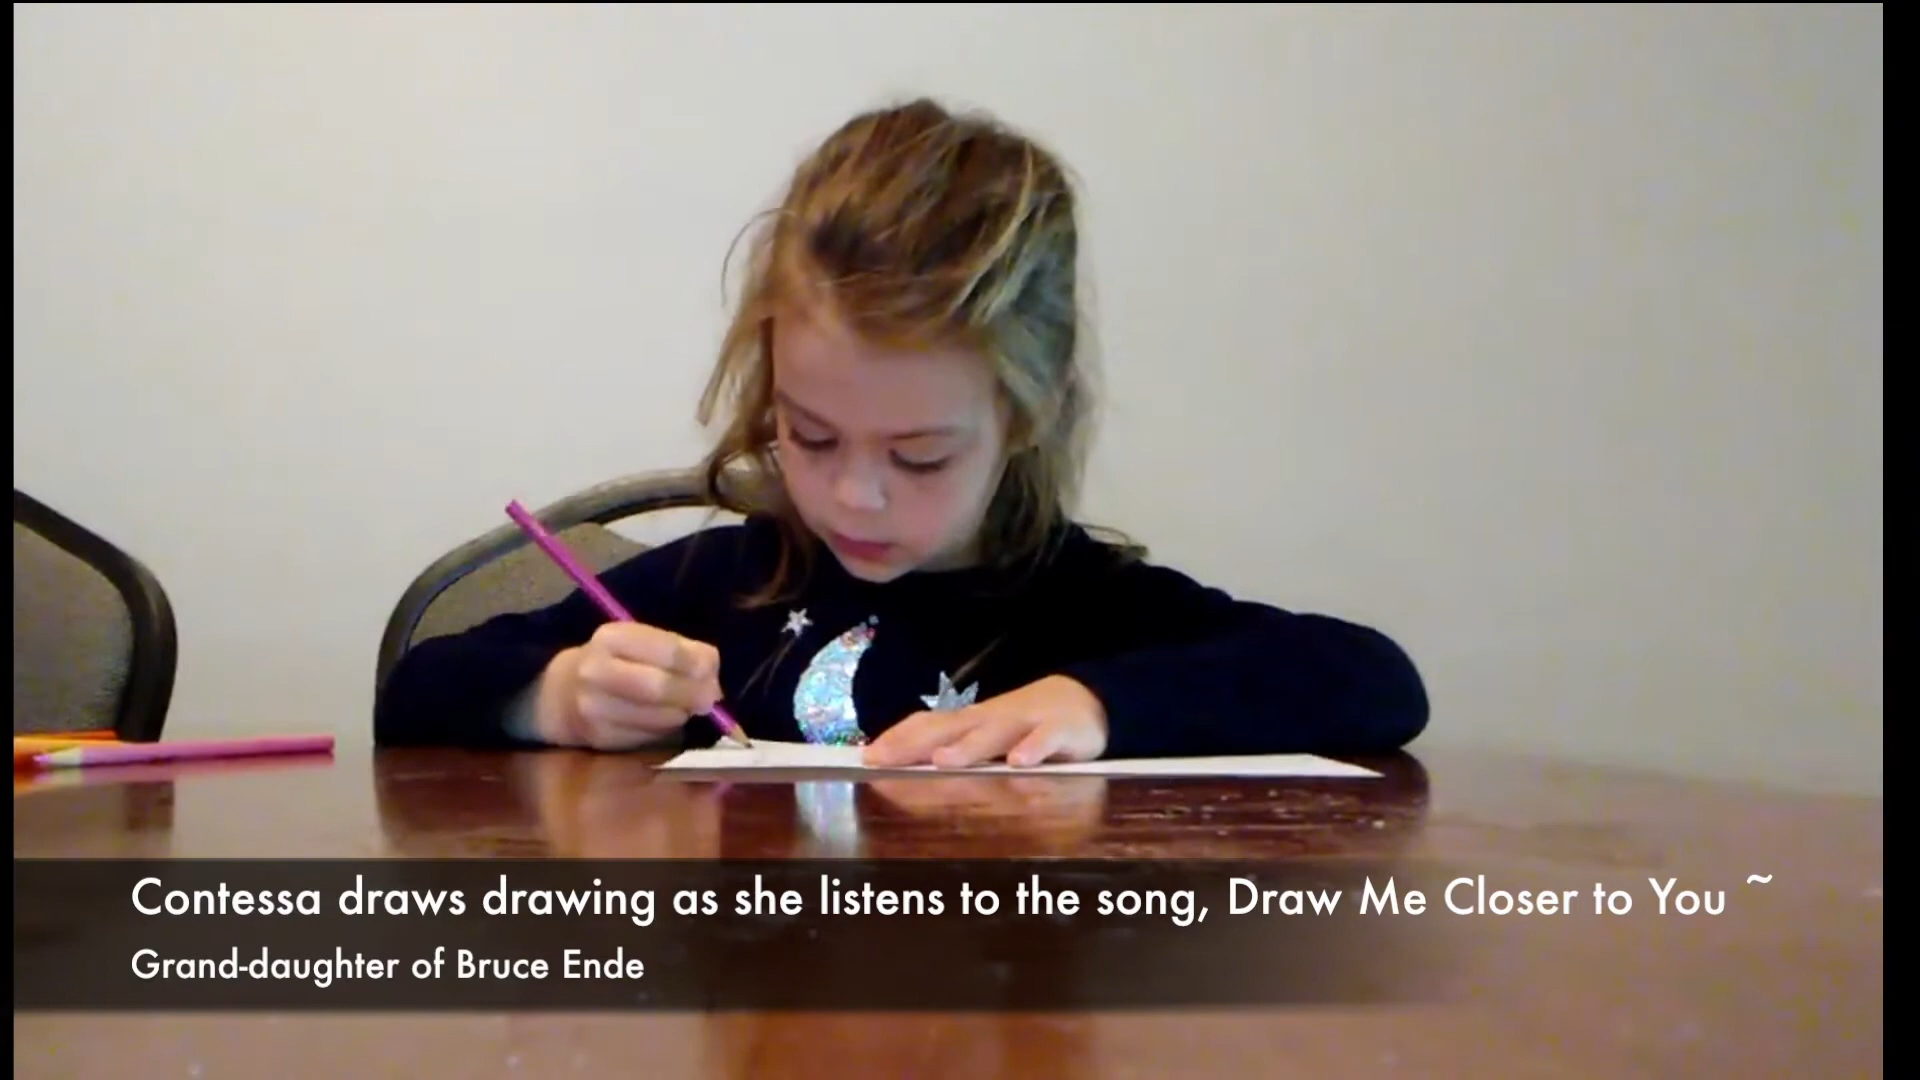 Contessa draws drawing as she listens to the song, Draw Me Closer to You ~
Grand-daughter of Bruce Ende